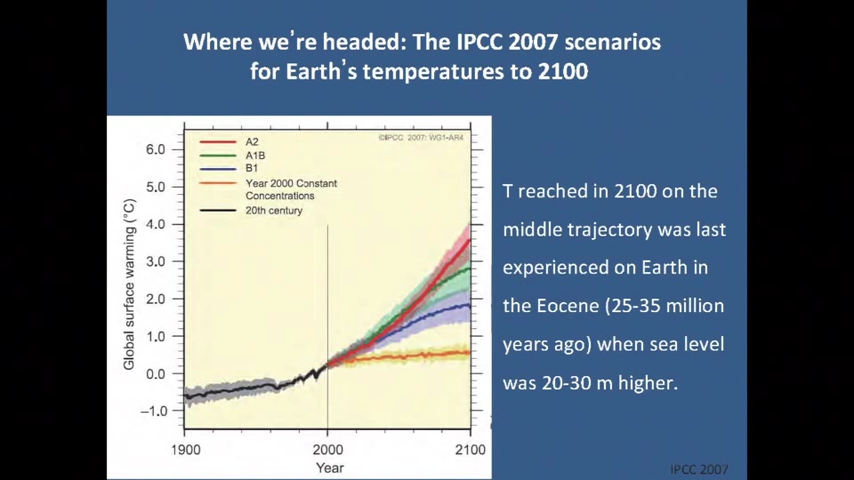 Where we're headed: The IPCC 2007 scenarios
for Earth's temperatures to 2100
©IPCC 2007: WG1-AR4
A2
A1B
B1
Year 2000 Constant
Concentrations
20th century
6.0
5.0
4.0
3.0
2.0
1.0
0.0
–1.0
Global surface warming (°C)
1900
2000
2100
Year
T reached in 2100 on the
middle trajectory was last
experienced on Earth in
the Eocene (25-35 million
years ago) when sea level
was 20-30 m higher.
IPCC 2007